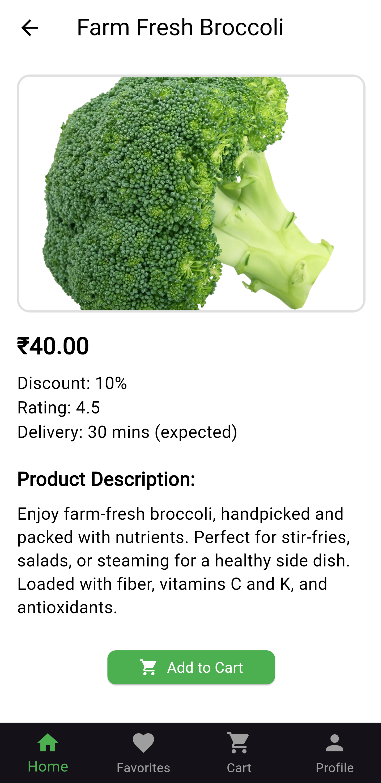 Farm Fresh Broccoli
₹40.00
Discount: 10%
Rating: 4.5
Delivery: 30 mins (expected)
Product Description:
Enjoy farm-fresh broccoli, handpicked and
packed with nutrients. Perfect for stir-fries,
salads, or steaming for a healthy side dish.
Loaded with fiber, vitamins C and K, and
antioxidants.
Add to Cart
Home Favorites Cart Profile